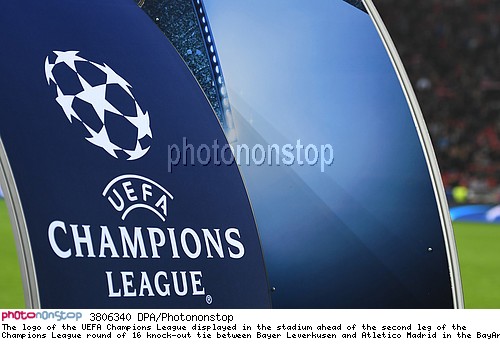 photononstop
UEFA
CHAMPIONS
LEAGUE®
photononstop 3806340 DPA/Photononstop
The logo of the UEFA Champions League displayed in the stadium ahead of the second leg of the
Champions League round of 16 knock-out tie between Bayer Leverkusen and Atletico Madrid in the BayAr